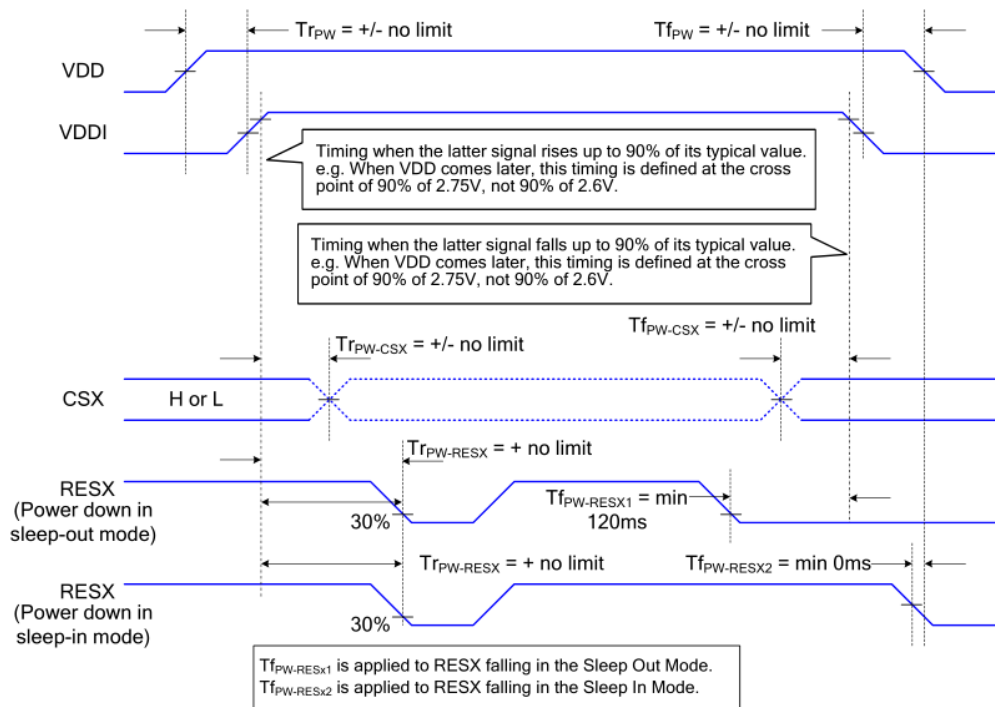 TrPW = +/- no limit
TfPW = +/- no limit
VDD
VDDI
Timing when the latter signal rises up to 90% of its typical value.
e.g. When VDD comes later, this timing is defined at the cross
point of 90% of 2.75V, not 90% of 2.6V.
Timing when the latter signal falls up to 90% of its typical value.
e.g. When VDD comes later, this timing is defined at the cross
point of 90% of 2.75V, not 90% of 2.6V.
TfPW-CSX = +/- no limit
TrPW-CSX = +/- no limit
CSX
H or L
TrPW-RESX = + no limit
RESX
(Power down in
sleep-out mode)
30%
TfPW-RESX1 = min
120ms
TrPW-RESX = + no limit
TfPW-RESX2 = min 0ms
RESX
(Power down in
sleep-in mode)
30%
TfPW-RESx1 is applied to RESX falling in the Sleep Out Mode.
TfPW-RESx2 is applied to RESX falling in the Sleep In Mode.